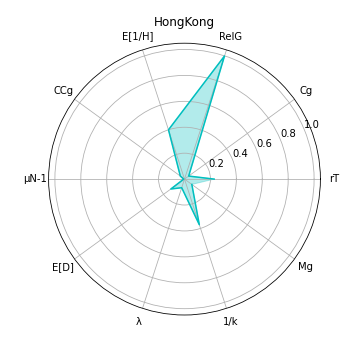 HongKong
E[1/H]
RelG
CCg
Cg
1.0
0.8
0.6
0.4
0.2
μN-1
rT
E[D]
Mg
λ
1/k